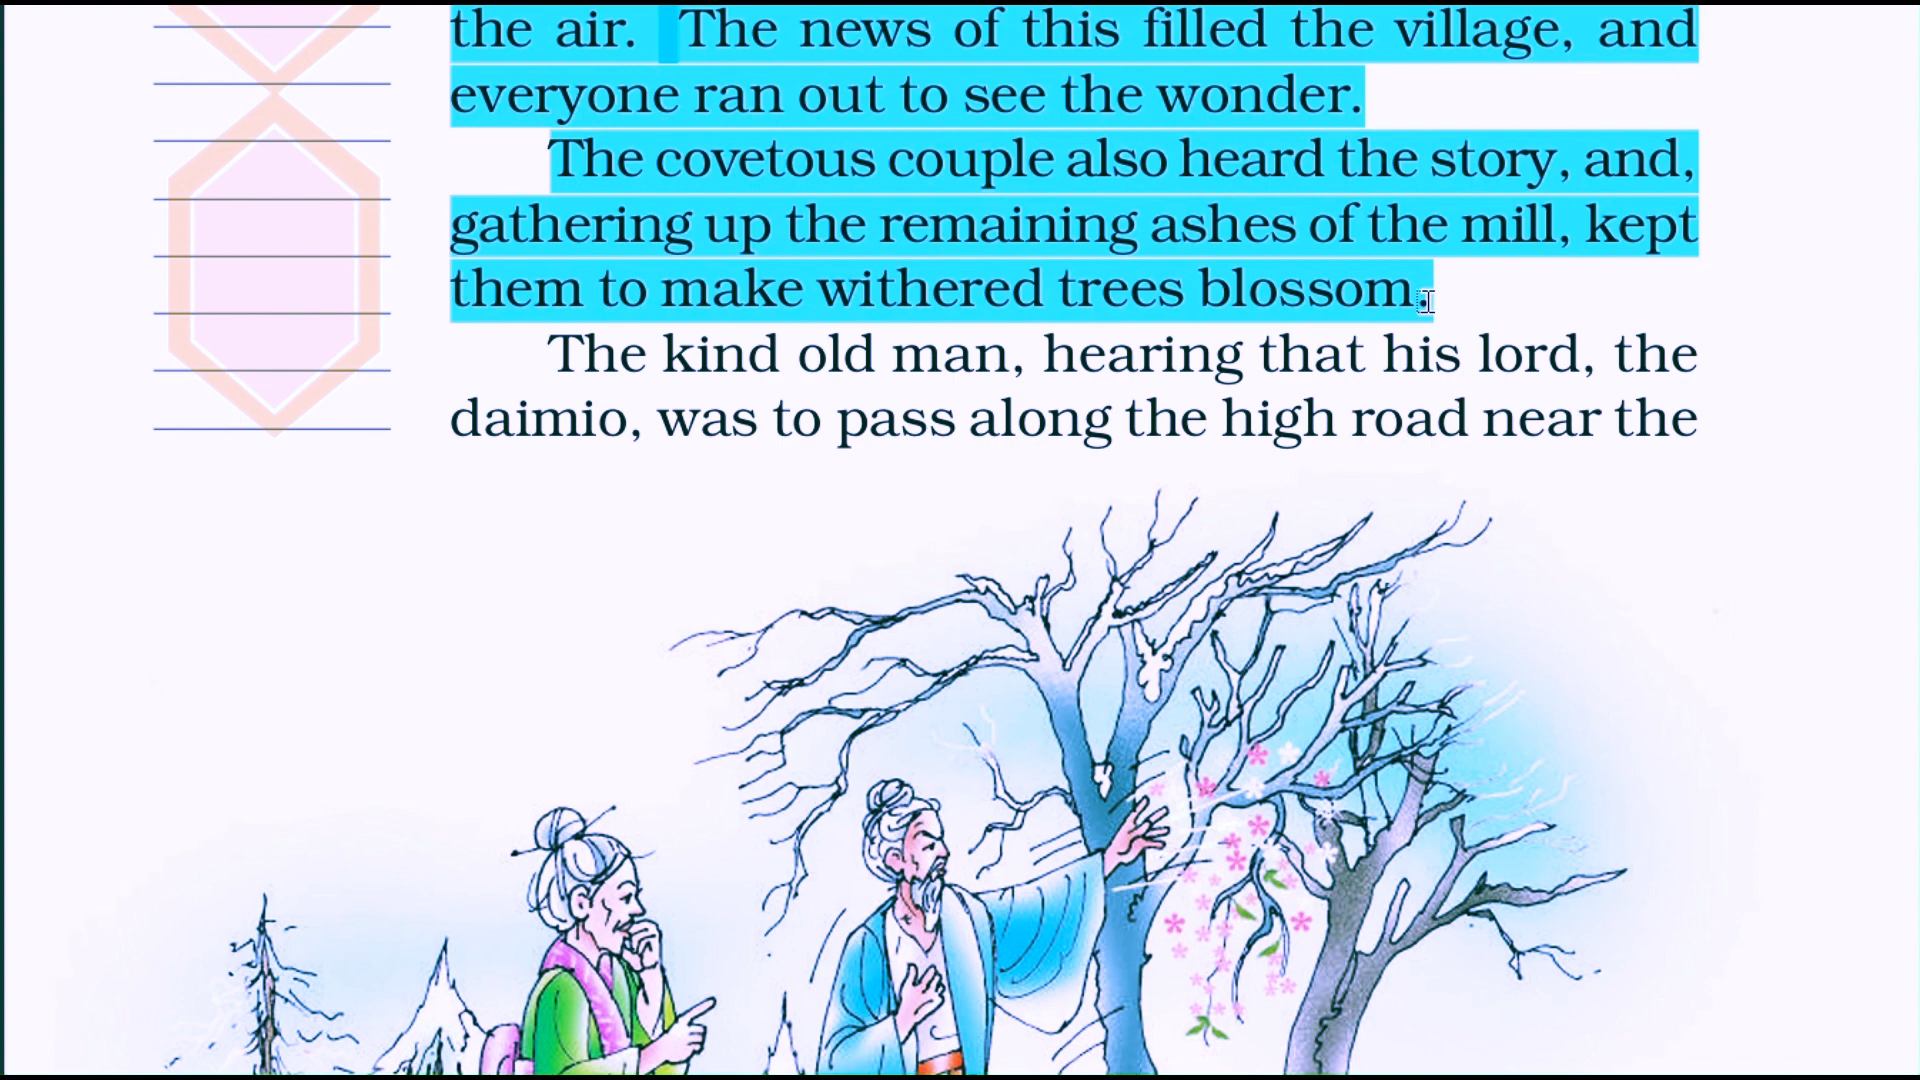 the air. The news of this filled the village, and
everyone ran out to see the wonder.
The covetous couple also heard the story, and,
gathering up the remaining ashes of the mill, kept
them to make withered trees blossom.
The kind old man, hearing that his lord, the
daimio, was to pass along the high road near the